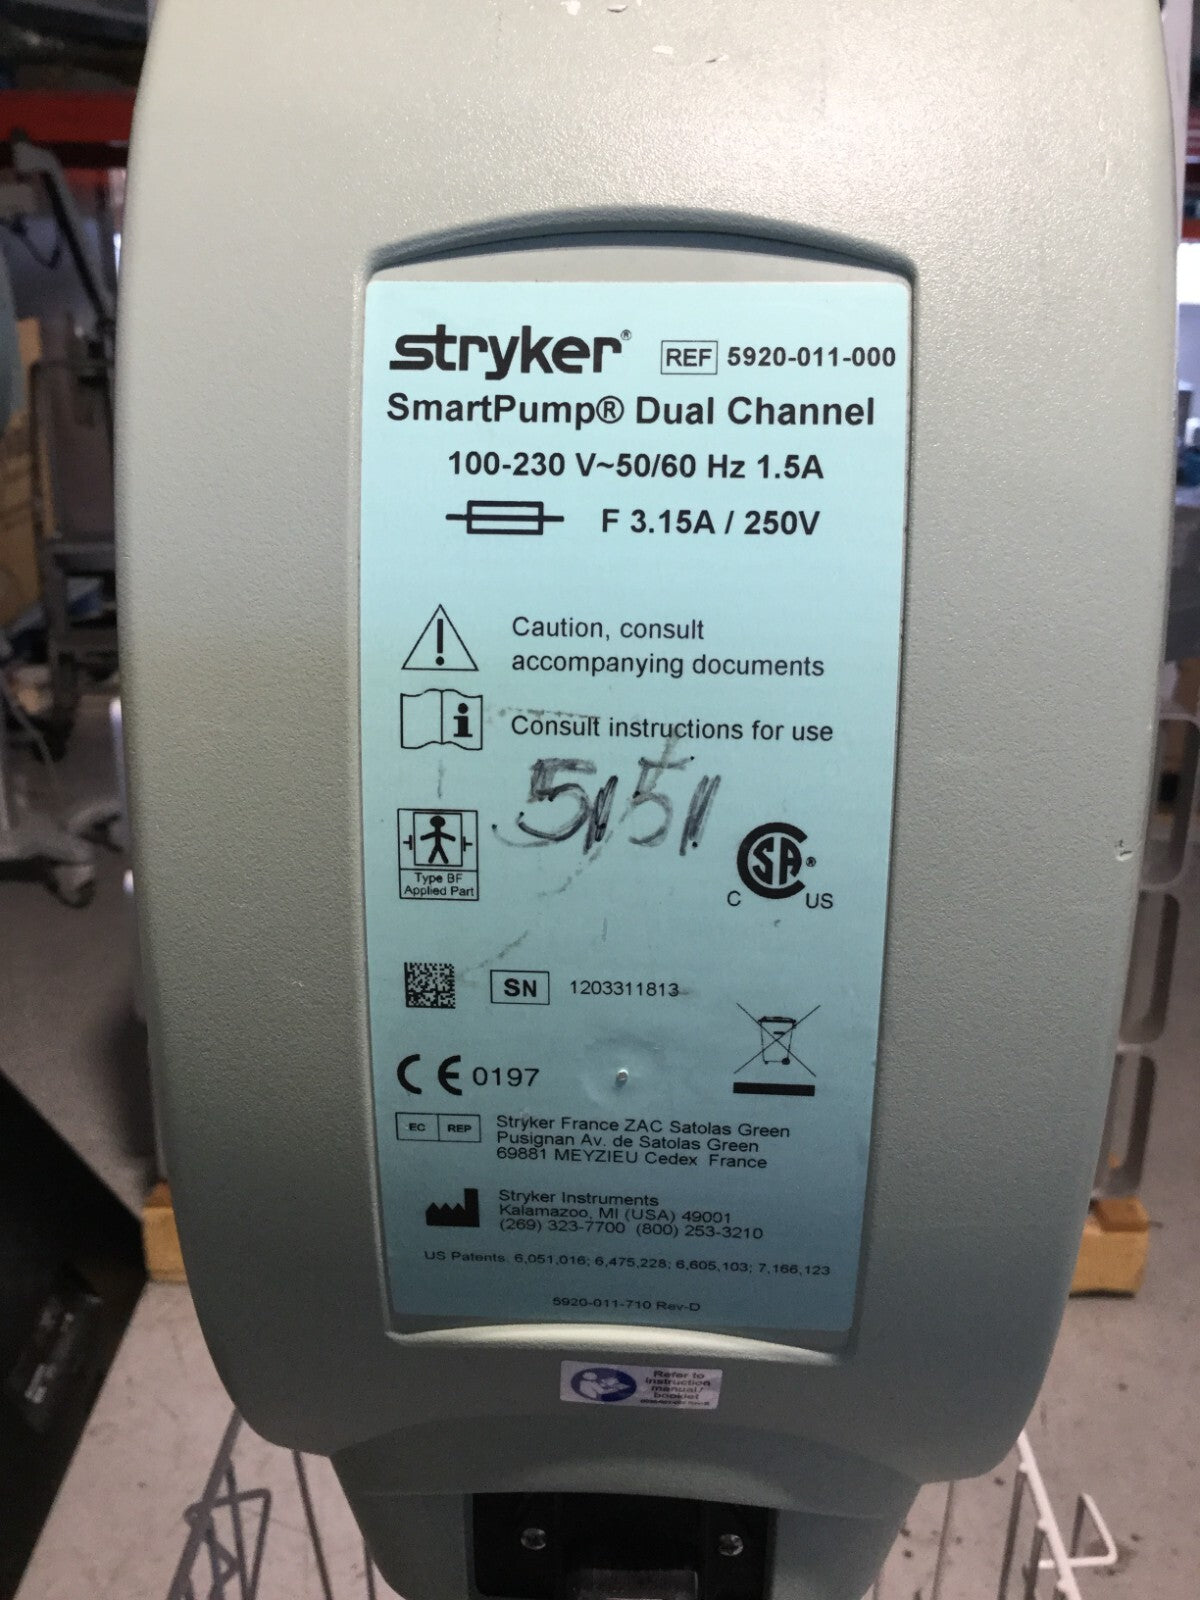 stryker® REF 5920-011-000
SmartPump® Dual Channel
100-230 V~50/60 Hz 1.5A
F 3.15A / 250V
Caution, consult
accompanying documents
i Consult instructions for use
5151
Type BF
Applied Part
CSA®
C US
SN 1203311813
CE 0197
EC REP
Stryker France ZAC Satolas Green
Pusignan Av. de Satolas Green
69881 MEYZIEU Cedex France
Stryker Instruments
Kalamazoo, MI (USA) 49001
(269) 323-7700 (800) 253-3210
US Patents: 6,051,016; 6,475,228; 6,605,103; 7,166,123
5920-011-710 Rev-D
Refer to
instruction
manual/
booklet